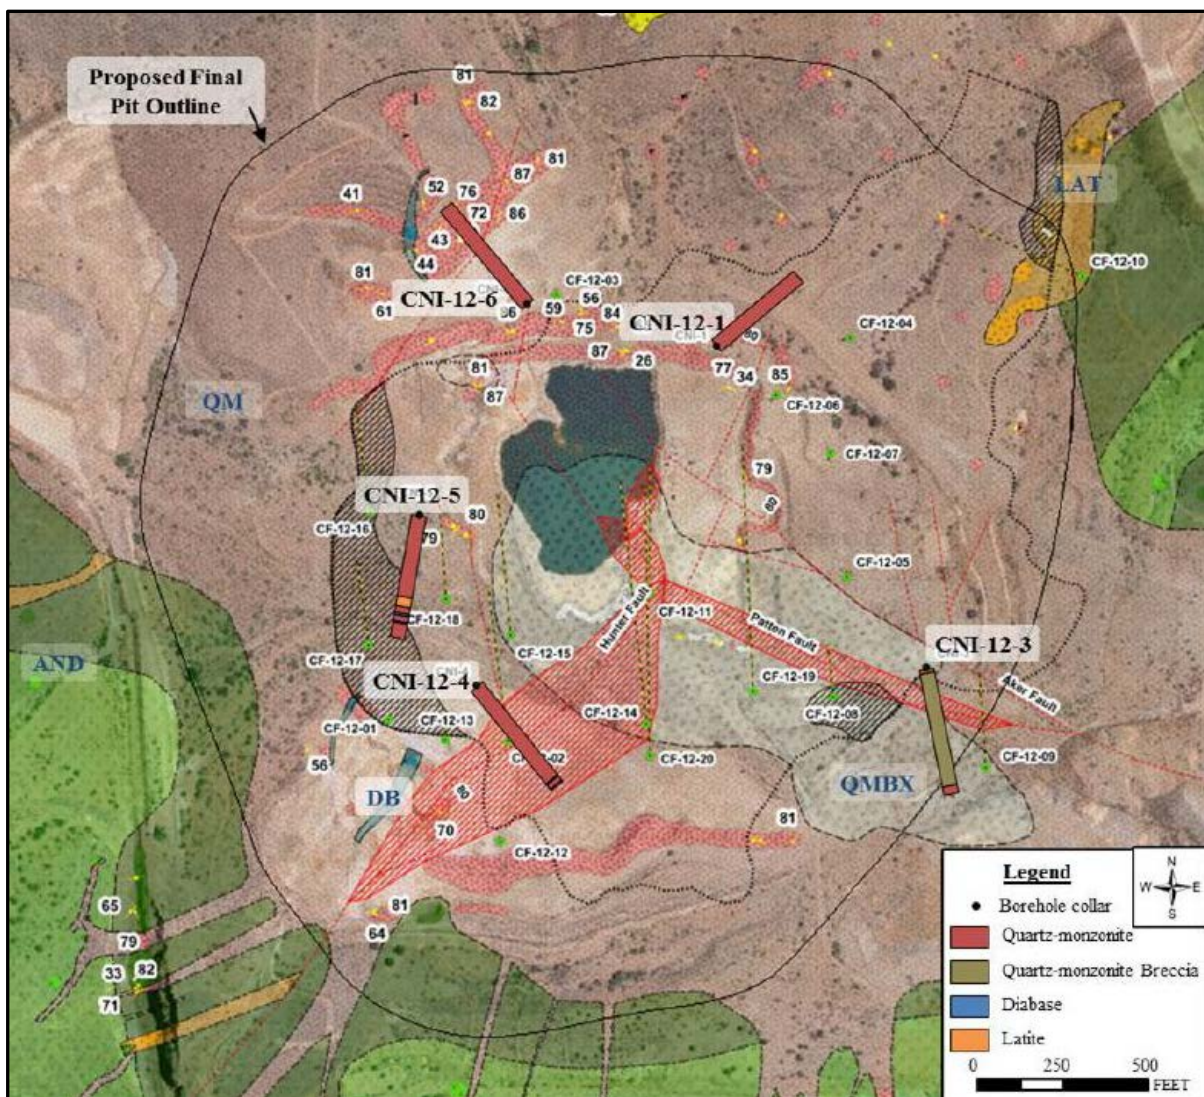 Proposed Final
Pit Outline
81
82
81
87
52
76
41
72
86
43
44
LAT
81
CF-12-10
CNI-12-6
CF-12-03
61
56
59
84
CNI-12-1
CF-12-04
86
75
80
87
26
81
77
34
85
87
CF-12-06
QM
CF-12-07
79
CNI-12-5
80
80
CF-12-16
79
CF-12-05
CF-12-18
Hunter Fault
CF-12-11
Patton Fault
CF-12-15
CNI-12-3
AND
CF-12-17
CNI-12-4
CF-12-19
Aker Fault
CF-12-14
CF-12-08
CF-12-01
CF-12-13
02
CF-12-20
CF-12-09
56
DB
80
QMBX
70
81
CF-12-12
65
81
64
79
33
82
71
Legend
N
W
E
S
Borehole collar
Quartz-monzonite
Quartz-monzonite Breccia
Diabase
Latite
0 250 500
FEET